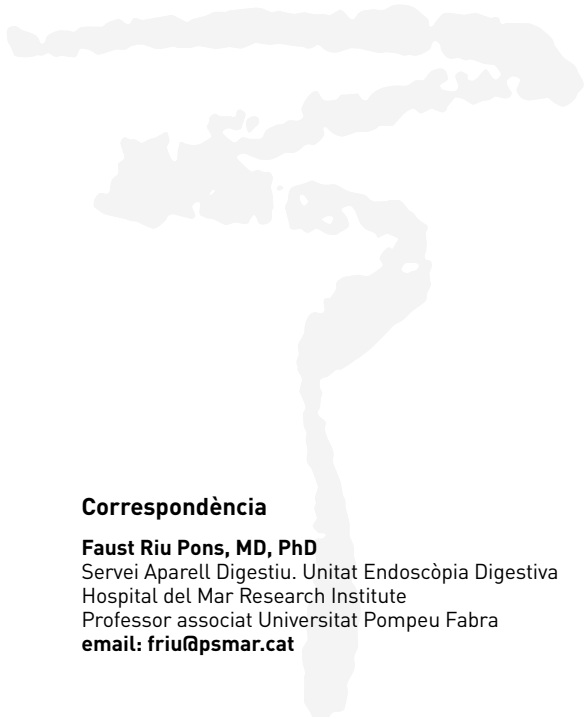 Correspondència
Faust Riu Pons, MD, PhD
Servei Aparell Digestiu. Unitat Endoscòpia Digestiva
Hospital del Mar Research Institute
Professor associat Universitat Pompeu Fabra
email: friu@psmar.cat